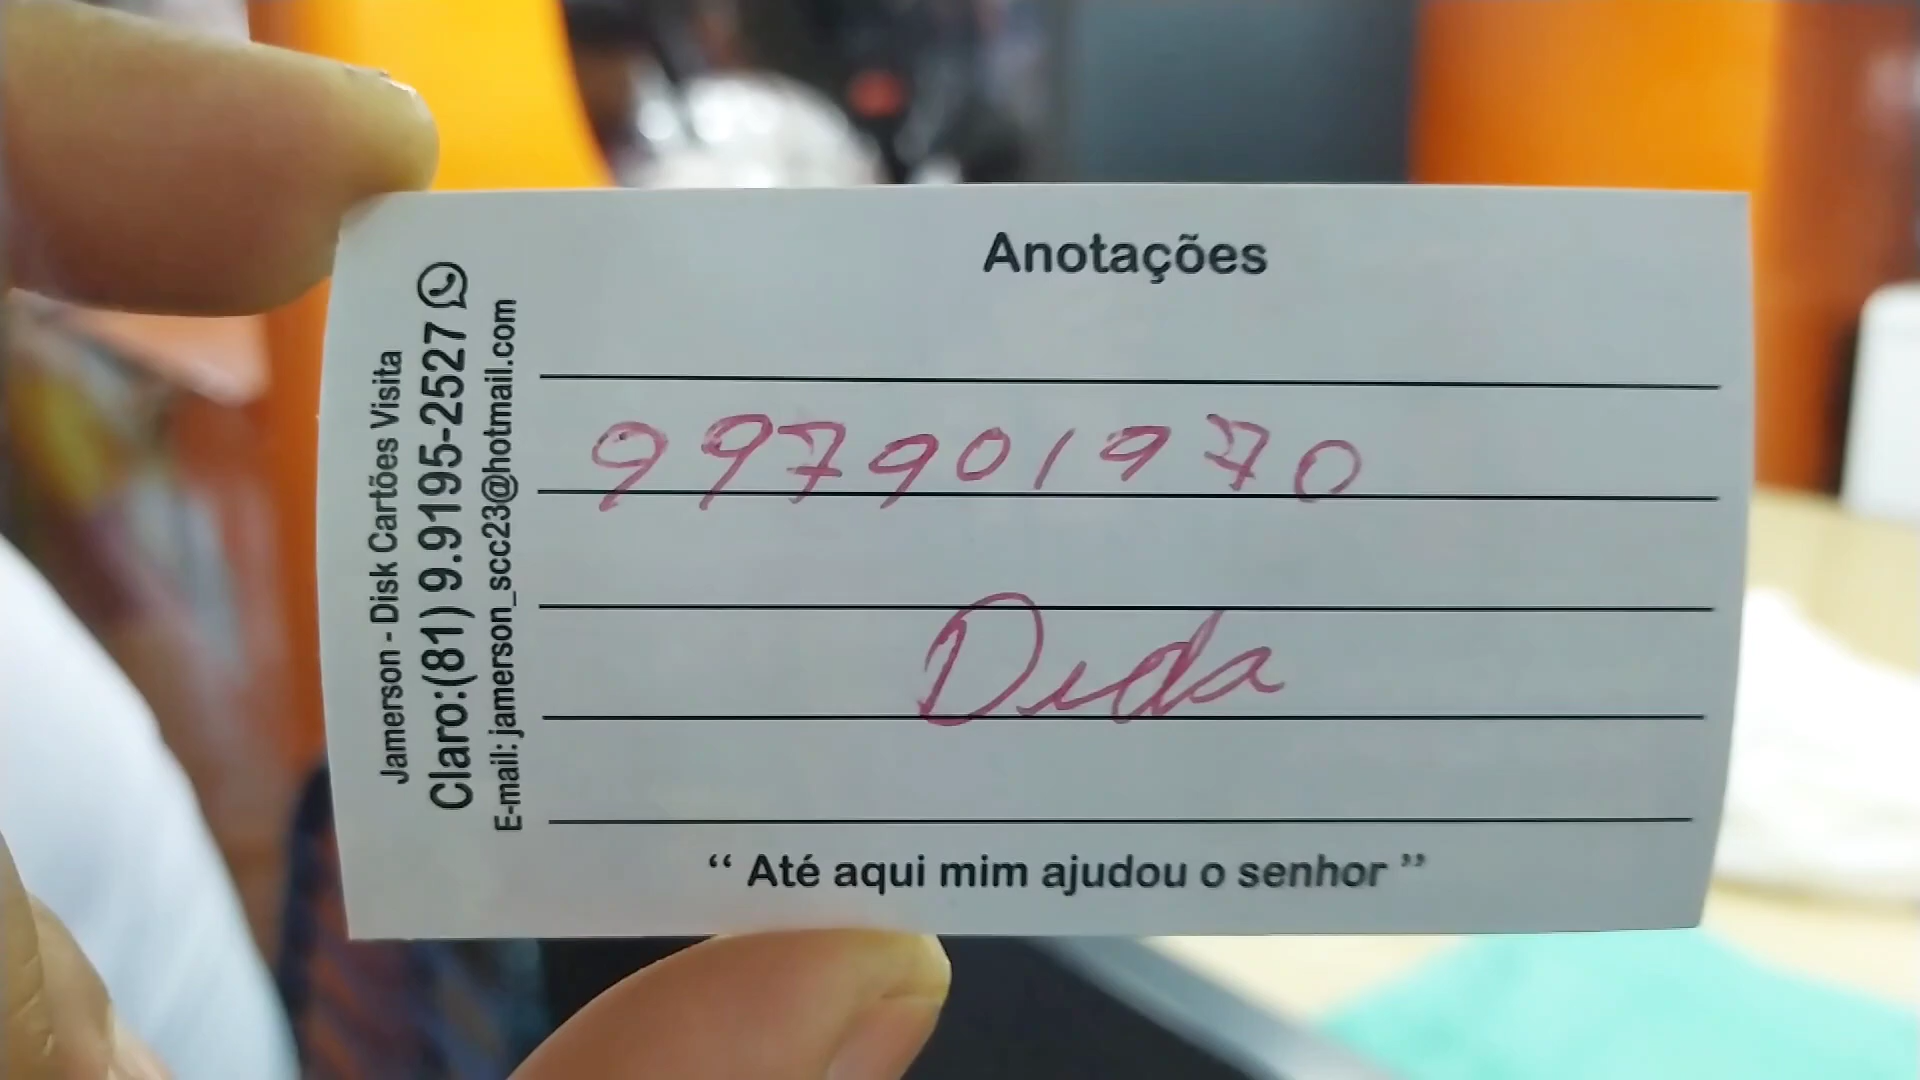 Anotações
997901970
Dida
“ Até aqui mim ajudou o senhor ”
Jamerson - Disk Cartões Visita
Claro:(81) 9.9195-2527
E-mail: jamerson_scc23@hotmail.com